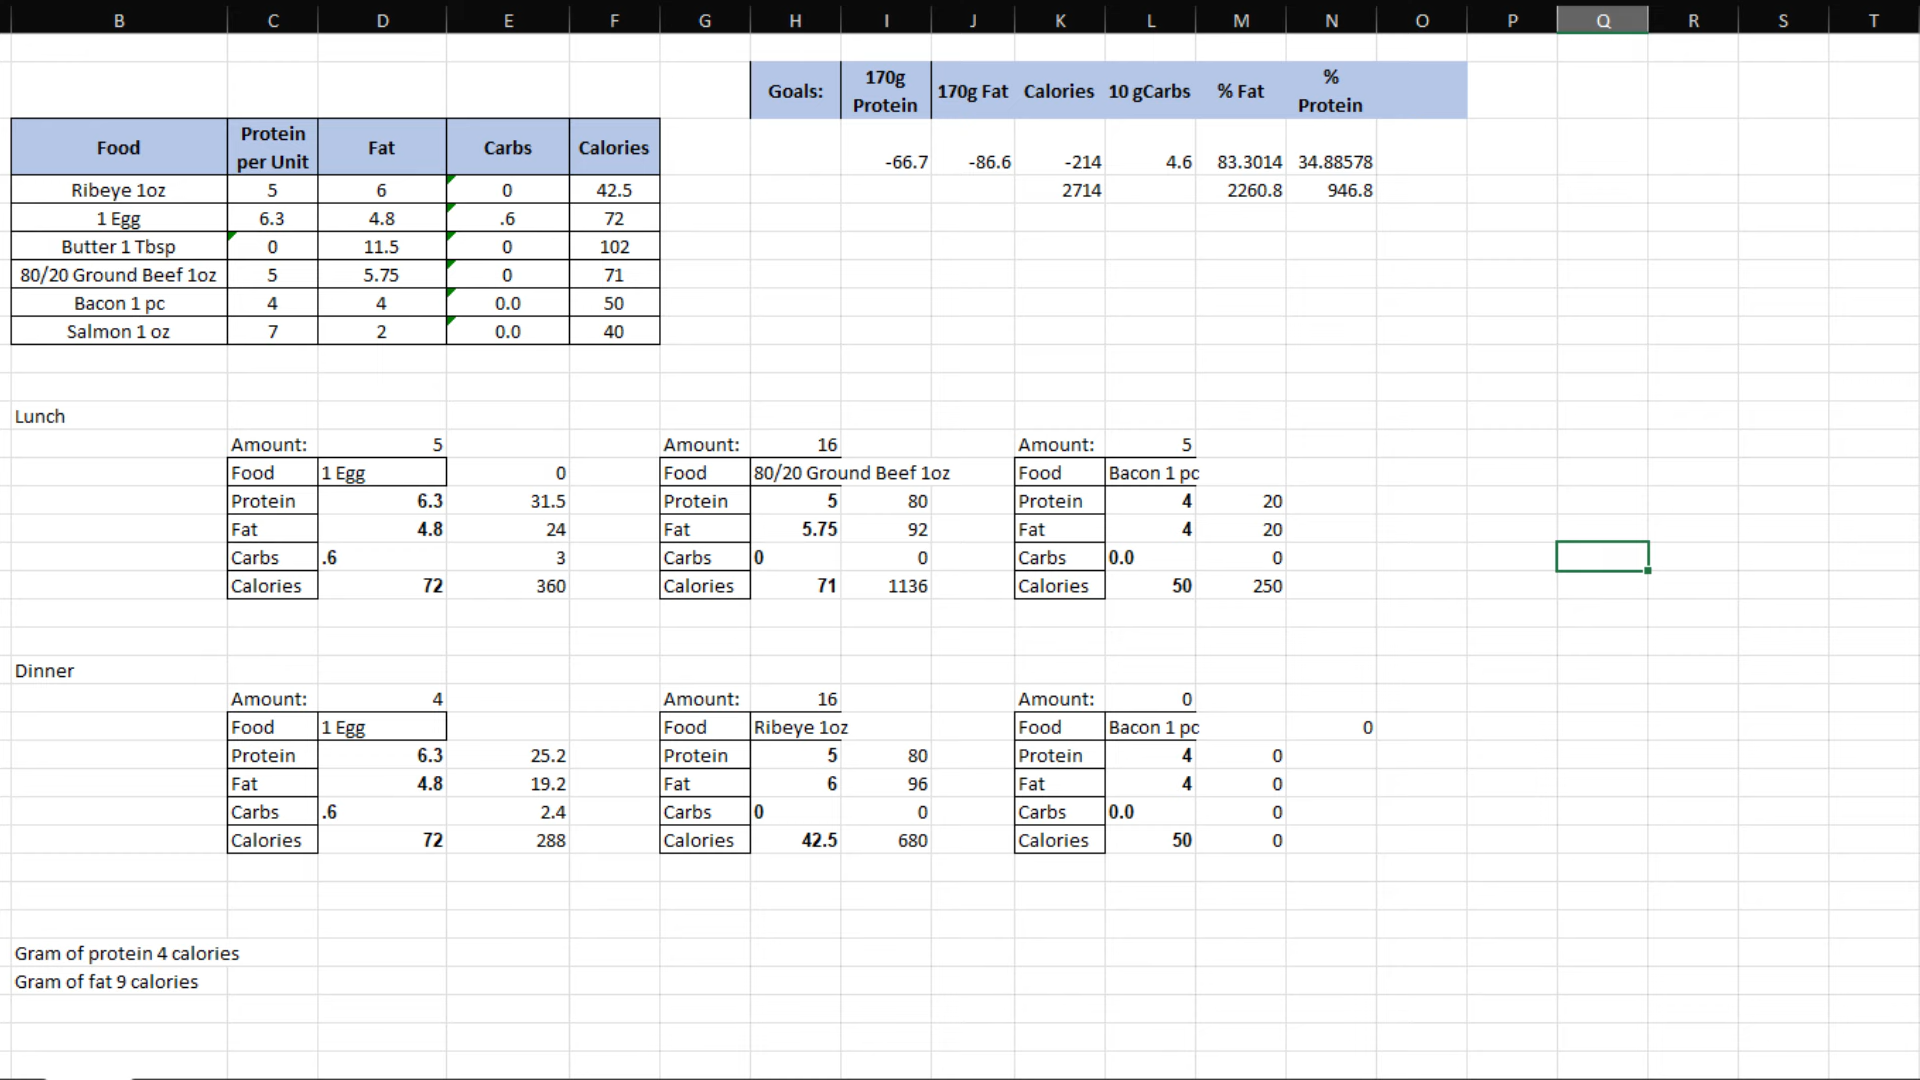 B C D E F G H I J K L M N O P Q R S T
Goals: 170g Protein 170g Fat Calories 10 gCarbs % Fat % Protein
Food Protein per Unit Fat Carbs Calories
-66.7 -86.6 -214 4.6 83.3014 34.88578
Ribeye 1oz 5 6 0 42.5 2714 2260.8 946.8
1 Egg 6.3 4.8 .6 72
Butter 1 Tbsp 0 11.5 0 102
80/20 Ground Beef 1oz 5 5.75 0 71
Bacon 1 pc 4 4 0.0 50
Salmon 1 oz 7 2 0.0 40
Lunch
Amount: 5 Amount: 16 Amount: 5
Food 1 Egg 0 Food 80/20 Ground Beef 1oz Food Bacon 1 pc
Protein 6.3 31.5 Protein 5 80 Protein 4 20
Fat 4.8 24 Fat 5.75 92 Fat 4 20
Carbs .6 3 Carbs 0 0 Carbs 0.0 0
Calories 72 360 Calories 71 1136 Calories 50 250
Dinner
Amount: 4 Amount: 16 Amount: 0
Food 1 Egg Food Ribeye 1oz Food Bacon 1 pc 0
Protein 6.3 25.2 Protein 5 80 Protein 4 0
Fat 4.8 19.2 Fat 6 96 Fat 4 0
Carbs .6 2.4 Carbs 0 0 Carbs 0.0 0
Calories 72 288 Calories 42.5 680 Calories 50 0
Gram of protein 4 calories
Gram of fat 9 calories